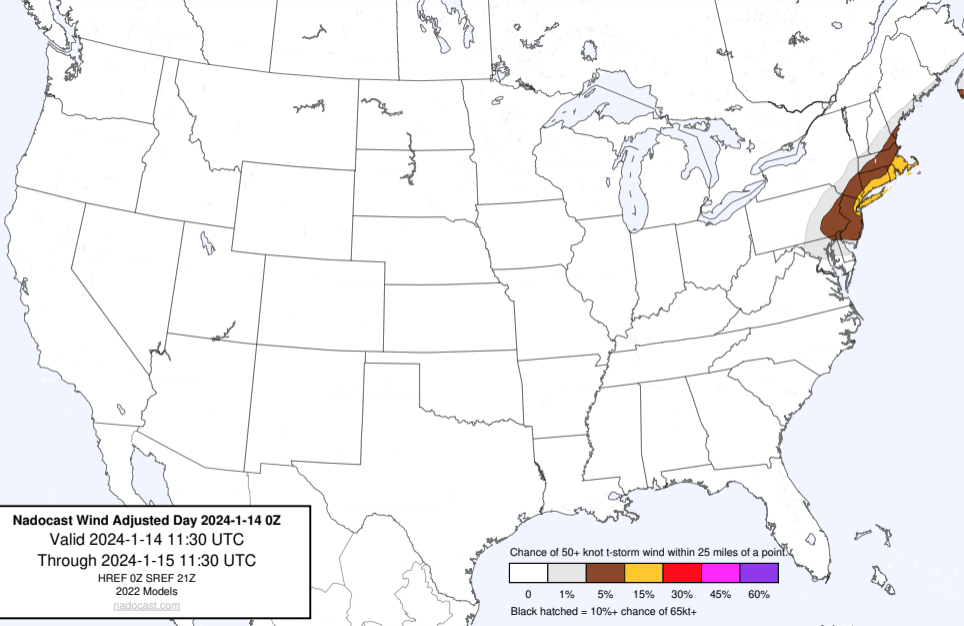 Nadocast Wind Adjusted Day 2024-1-14 0Z
Valid 2024-1-14 11:30 UTC
Through 2024-1-15 11:30 UTC
HREF 0Z SREF 21Z
2022 Models
nadocast.com
Chance of 50+ knot t-storm wind within 25 miles of a point.
0 1% 5% 15% 30% 45% 60%
Black hatched = 10%+ chance of 65kt+